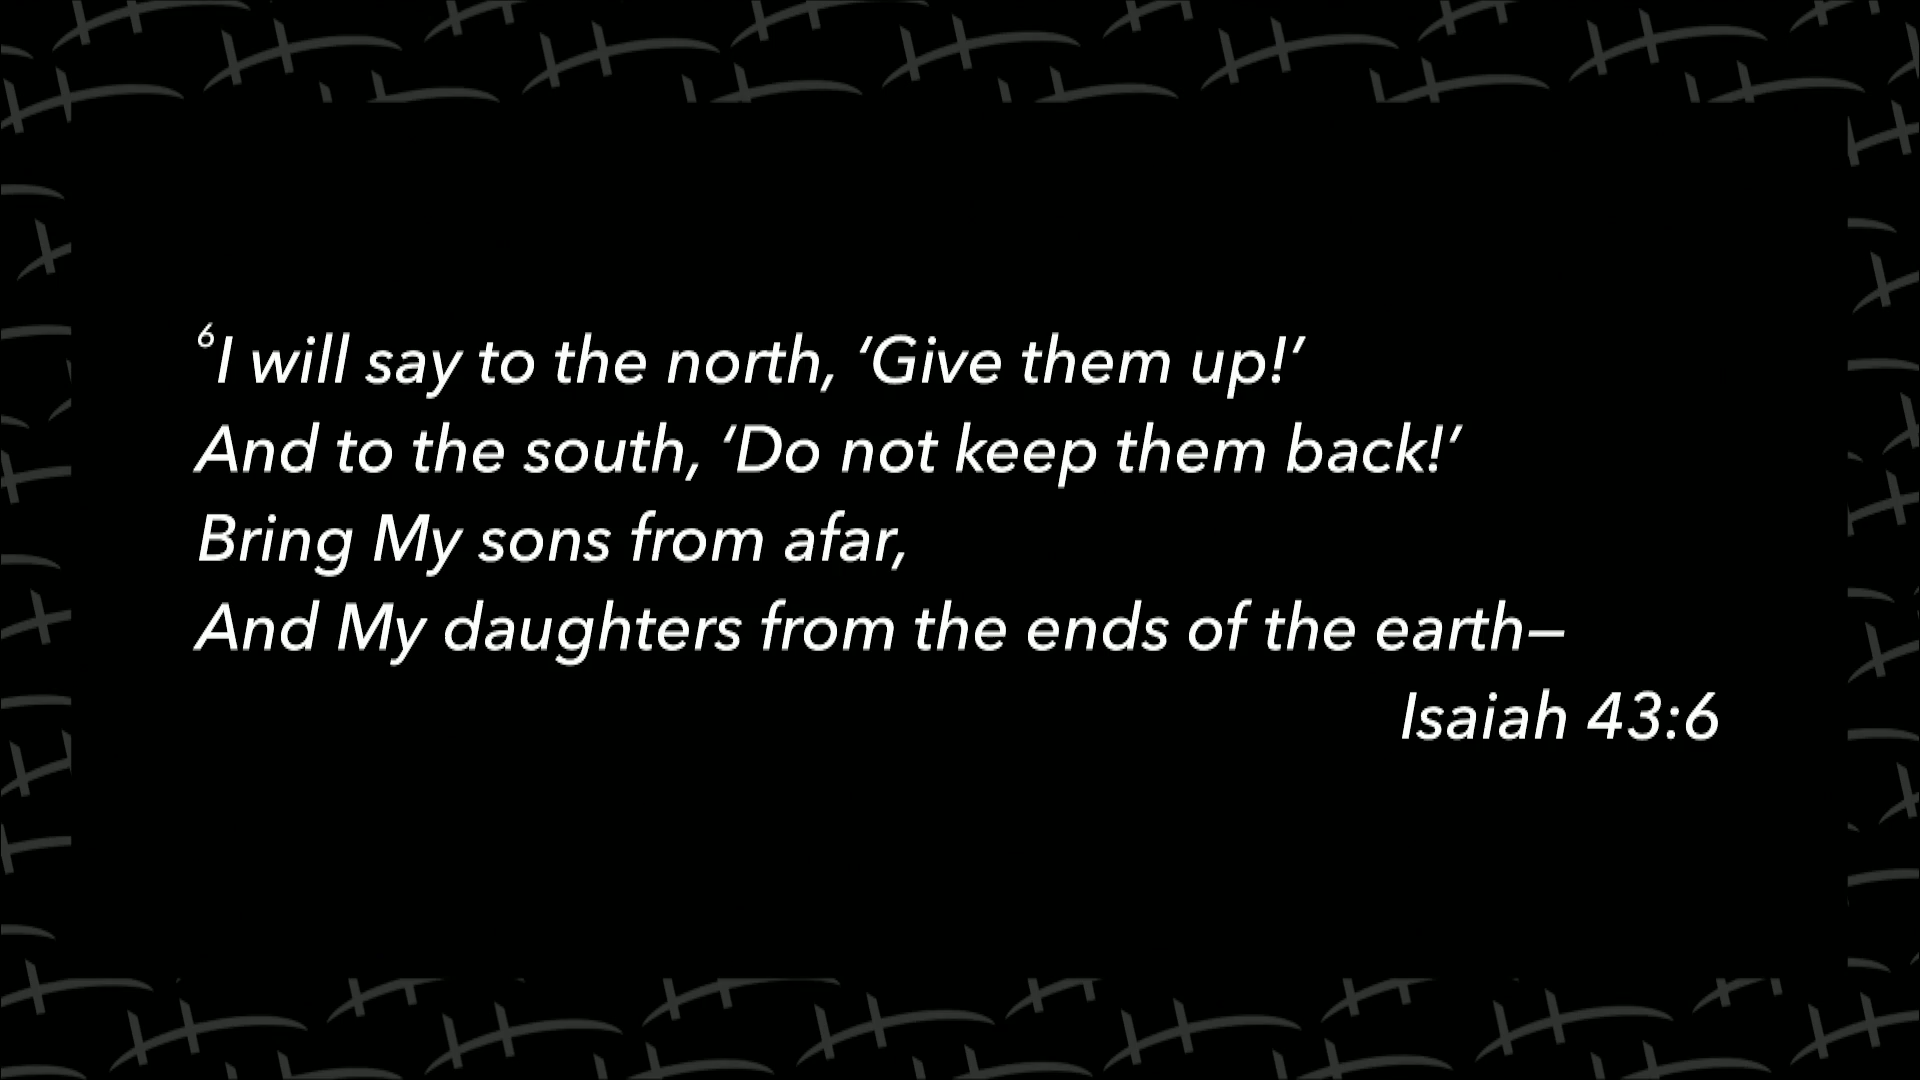 ⁶I will say to the north, ‘Give them up!’
And to the south, ‘Do not keep them back!’
Bring My sons from afar,
And My daughters from the ends of the earth—
Isaiah 43:6